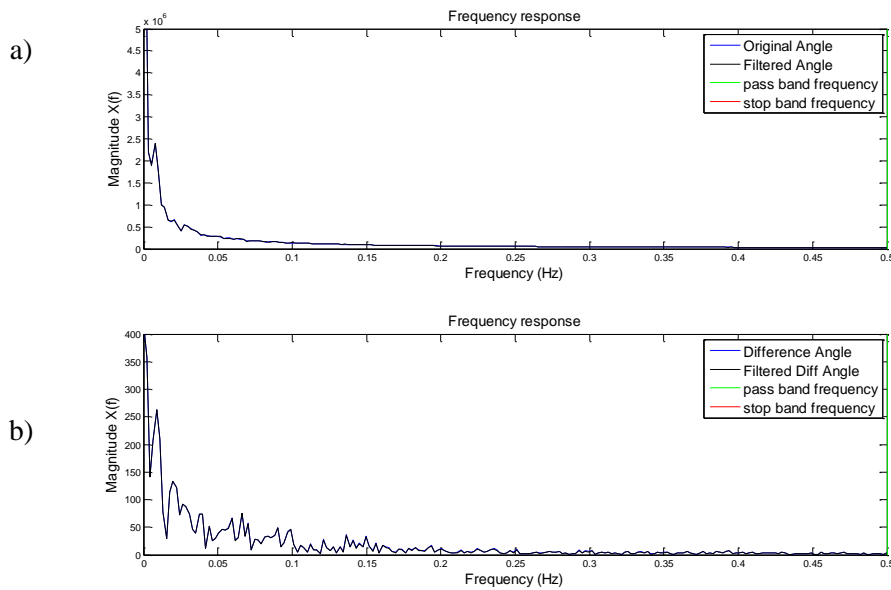 a)
Frequency response
x 10^6
5
4.5
4
3.5
3
2.5
2
1.5
1
0.5
0
Magnitude X(f)
Original Angle
Filtered Angle
pass band frequency
stop band frequency
0 0.05 0.1 0.15 0.2 0.25 0.3 0.35 0.4 0.45 0.5
Frequency (Hz)
b)
Frequency response
400
350
300
250
200
150
100
50
0
Magnitude X(f)
Difference Angle
Filtered Diff Angle
pass band frequency
stop band frequency
0 0.05 0.1 0.15 0.2 0.25 0.3 0.35 0.4 0.45 0.5
Frequency (Hz)